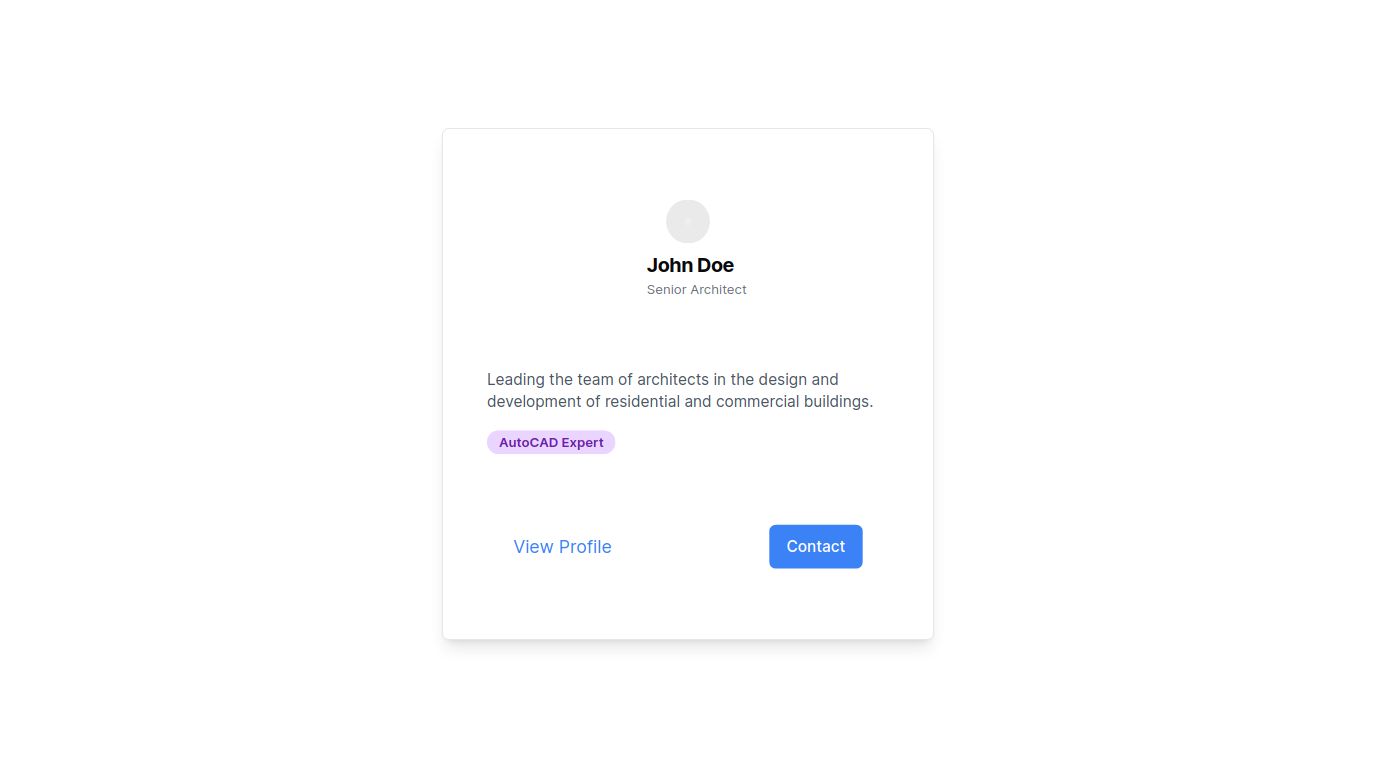 John Doe
Senior Architect
Leading the team of architects in the design and
development of residential and commercial buildings.
AutoCAD Expert
View Profile
Contact